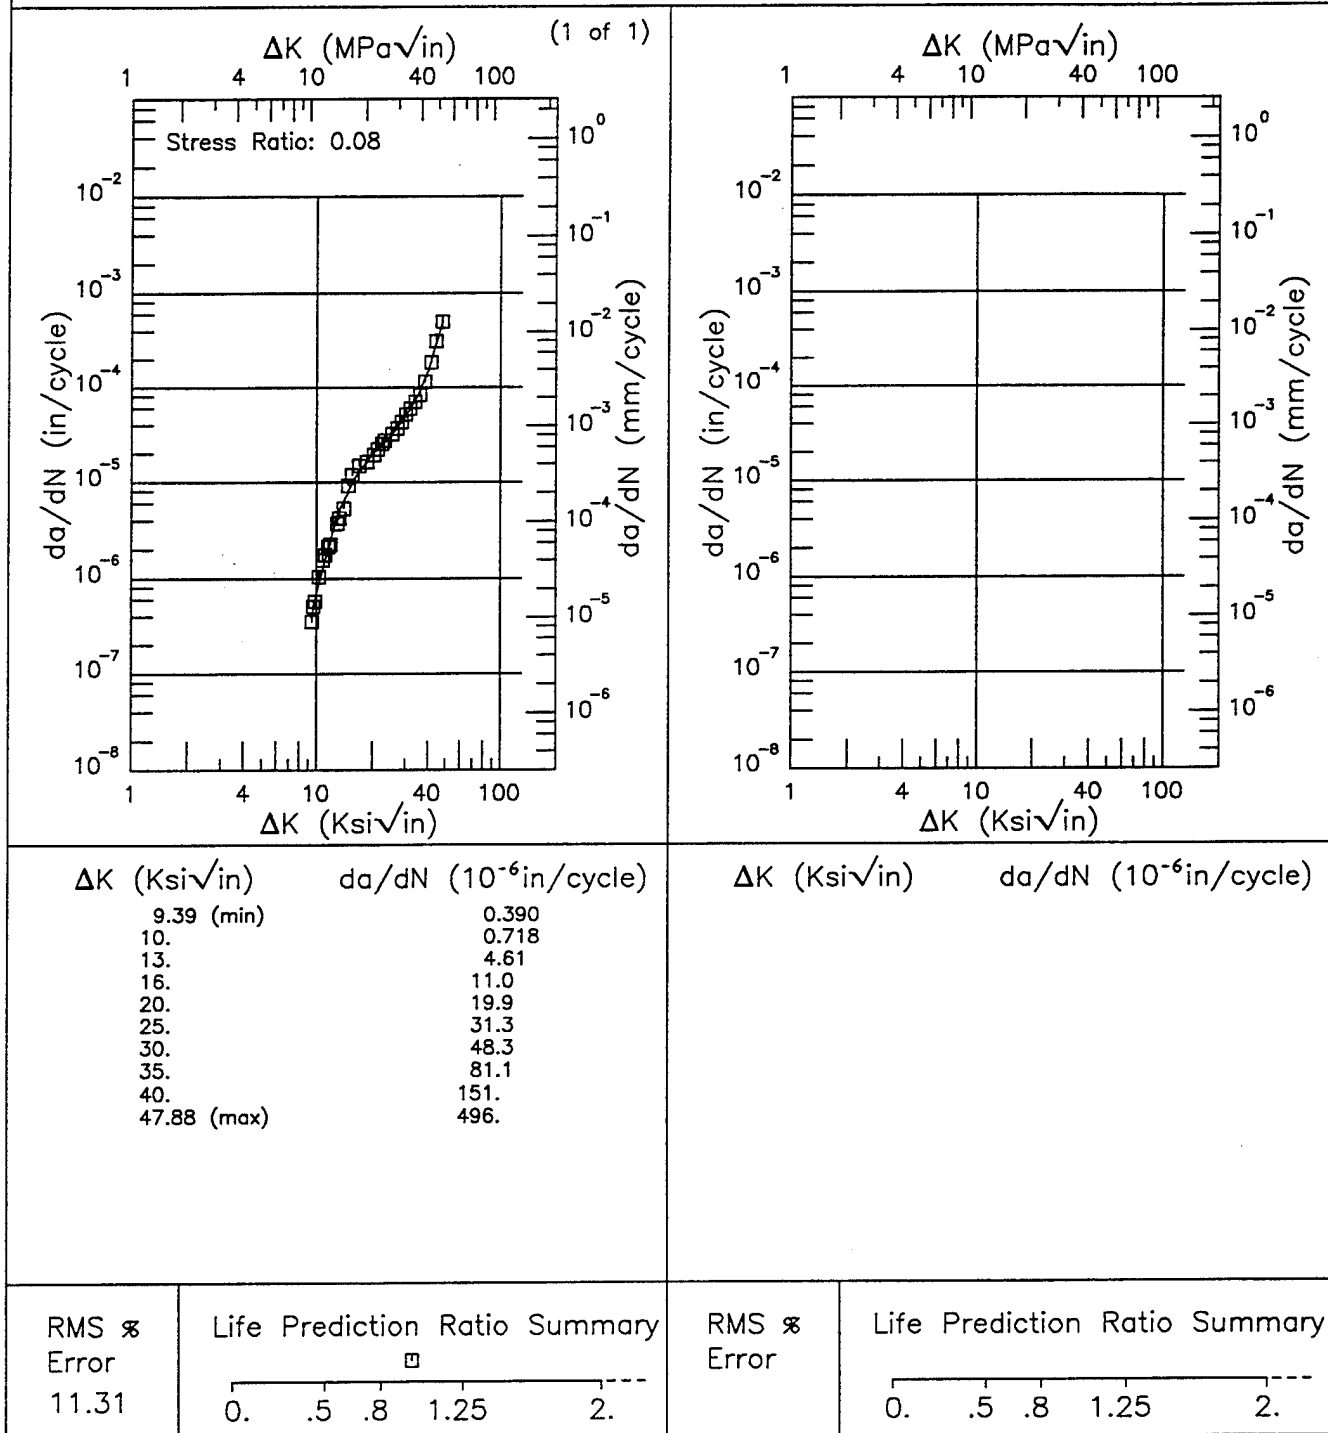 (1 of 1)
ΔK (MPa√in)
1 4 10 40 100
Stress Ratio: 0.08
10⁰
10⁻²
10⁻¹
10⁻³
10⁻²
10⁻⁴
10⁻³
10⁻⁵
10⁻⁴
10⁻⁶
10⁻⁵
10⁻⁷
10⁻⁶
10⁻⁸
da/dN (in/cycle)
da/dN (mm/cycle)
1 4 10 40 100
ΔK (Ksi√in)
ΔK (MPa√in)
1 4 10 40 100
10⁰
10⁻²
10⁻¹
10⁻³
10⁻²
10⁻⁴
10⁻³
10⁻⁵
10⁻⁴
10⁻⁶
10⁻⁵
10⁻⁷
10⁻⁶
10⁻⁸
da/dN (in/cycle)
da/dN (mm/cycle)
1 4 10 40 100
ΔK (Ksi√in)
ΔK (Ksi√in) da/dN (10⁻⁶in/cycle)
9.39 (min) 0.390
10. 0.718
13. 4.61
16. 11.0
20. 19.9
25. 31.3
30. 48.3
35. 81.1
40. 151.
47.88 (max) 496.
ΔK (Ksi√in) da/dN (10⁻⁶in/cycle)
RMS %
Error
11.31
Life Prediction Ratio Summary
0. .5 .8 1.25 2.
RMS %
Error
Life Prediction Ratio Summary
0. .5 .8 1.25 2.